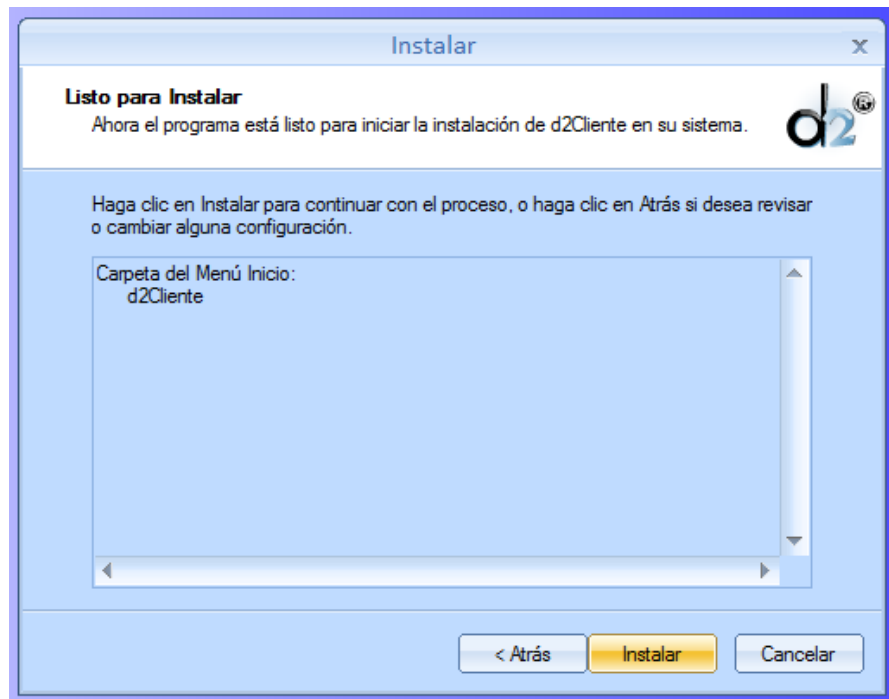 Instalar
x
Listo para Instalar
Ahora el programa está listo para iniciar la instalación de d2Cliente en su sistema.
d2®
Haga clic en Instalar para continuar con el proceso, o haga clic en Atrás si desea revisar
o cambiar alguna configuración.
Carpeta del Menú Inicio:
d2Cliente
< Atrás
Instalar
Cancelar